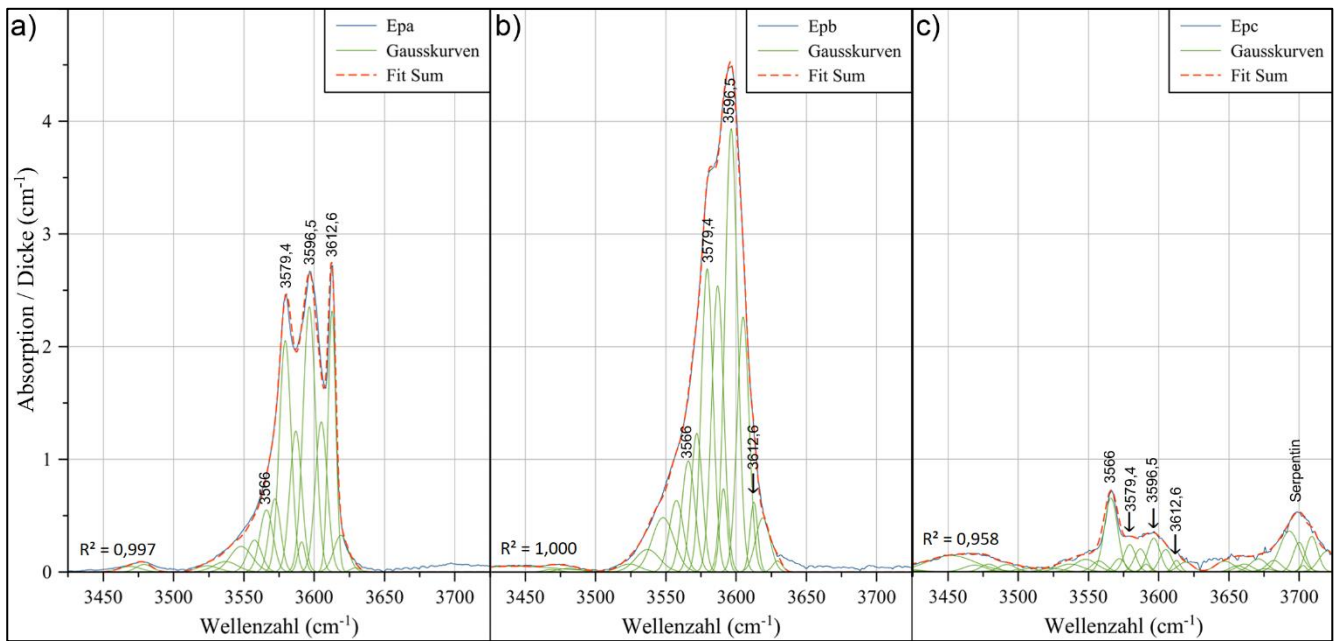 a)
Epa
Gausskurven
Fit Sum
b)
Epb
Gausskurven
Fit Sum
c)
Epc
Gausskurven
Fit Sum
Absorption / Dicke (cm⁻¹)
4
3
2
1
0
3566
3579,4
3596,5
3612,6
R² = 0,997
3450
3500
3550
3600
3650
3700
Wellenzahl (cm⁻¹)
3566
3579,4
3596,5
3612,6
R² = 1,000
3450
3500
3550
3600
3650
3700
Wellenzahl (cm⁻¹)
3566
3579,4
3596,5
3612,6
Serpentin
R² = 0,958
3450
3500
3550
3600
3650
3700
Wellenzahl (cm⁻¹)